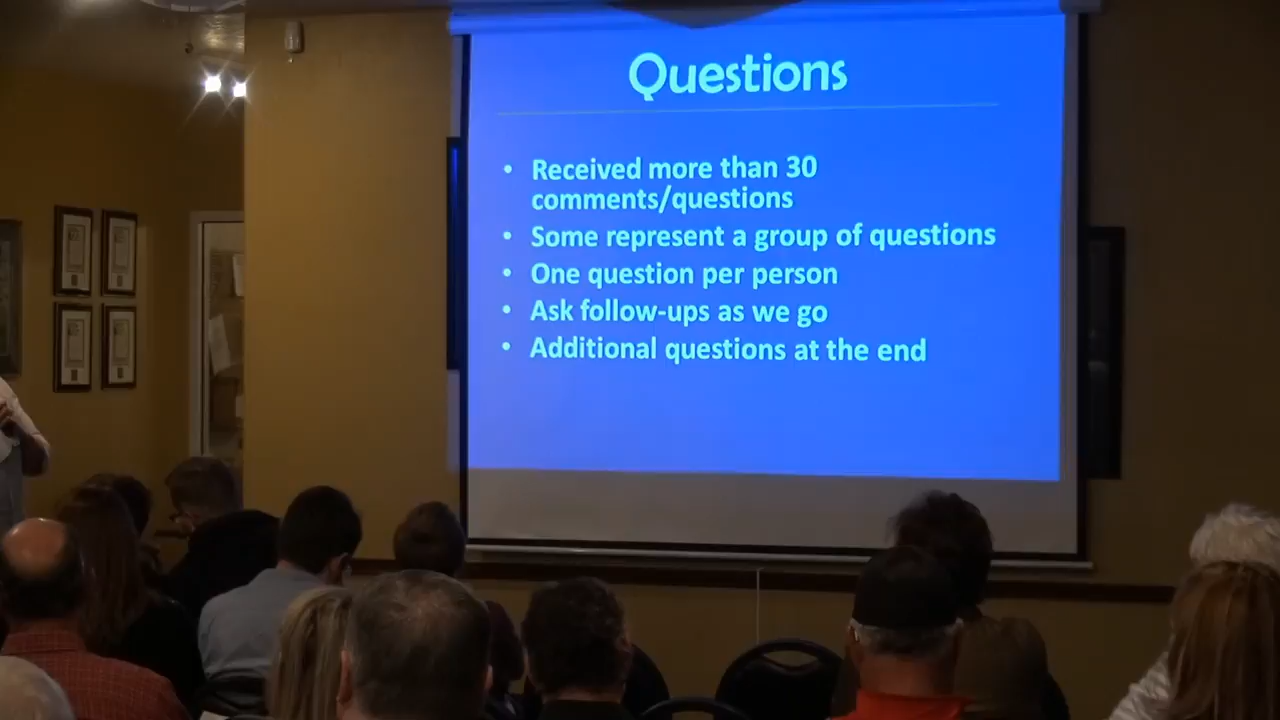 Questions
• Received more than 30
comments/questions
• Some represent a group of questions
• One question per person
• Ask follow-ups as we go
• Additional questions at the end